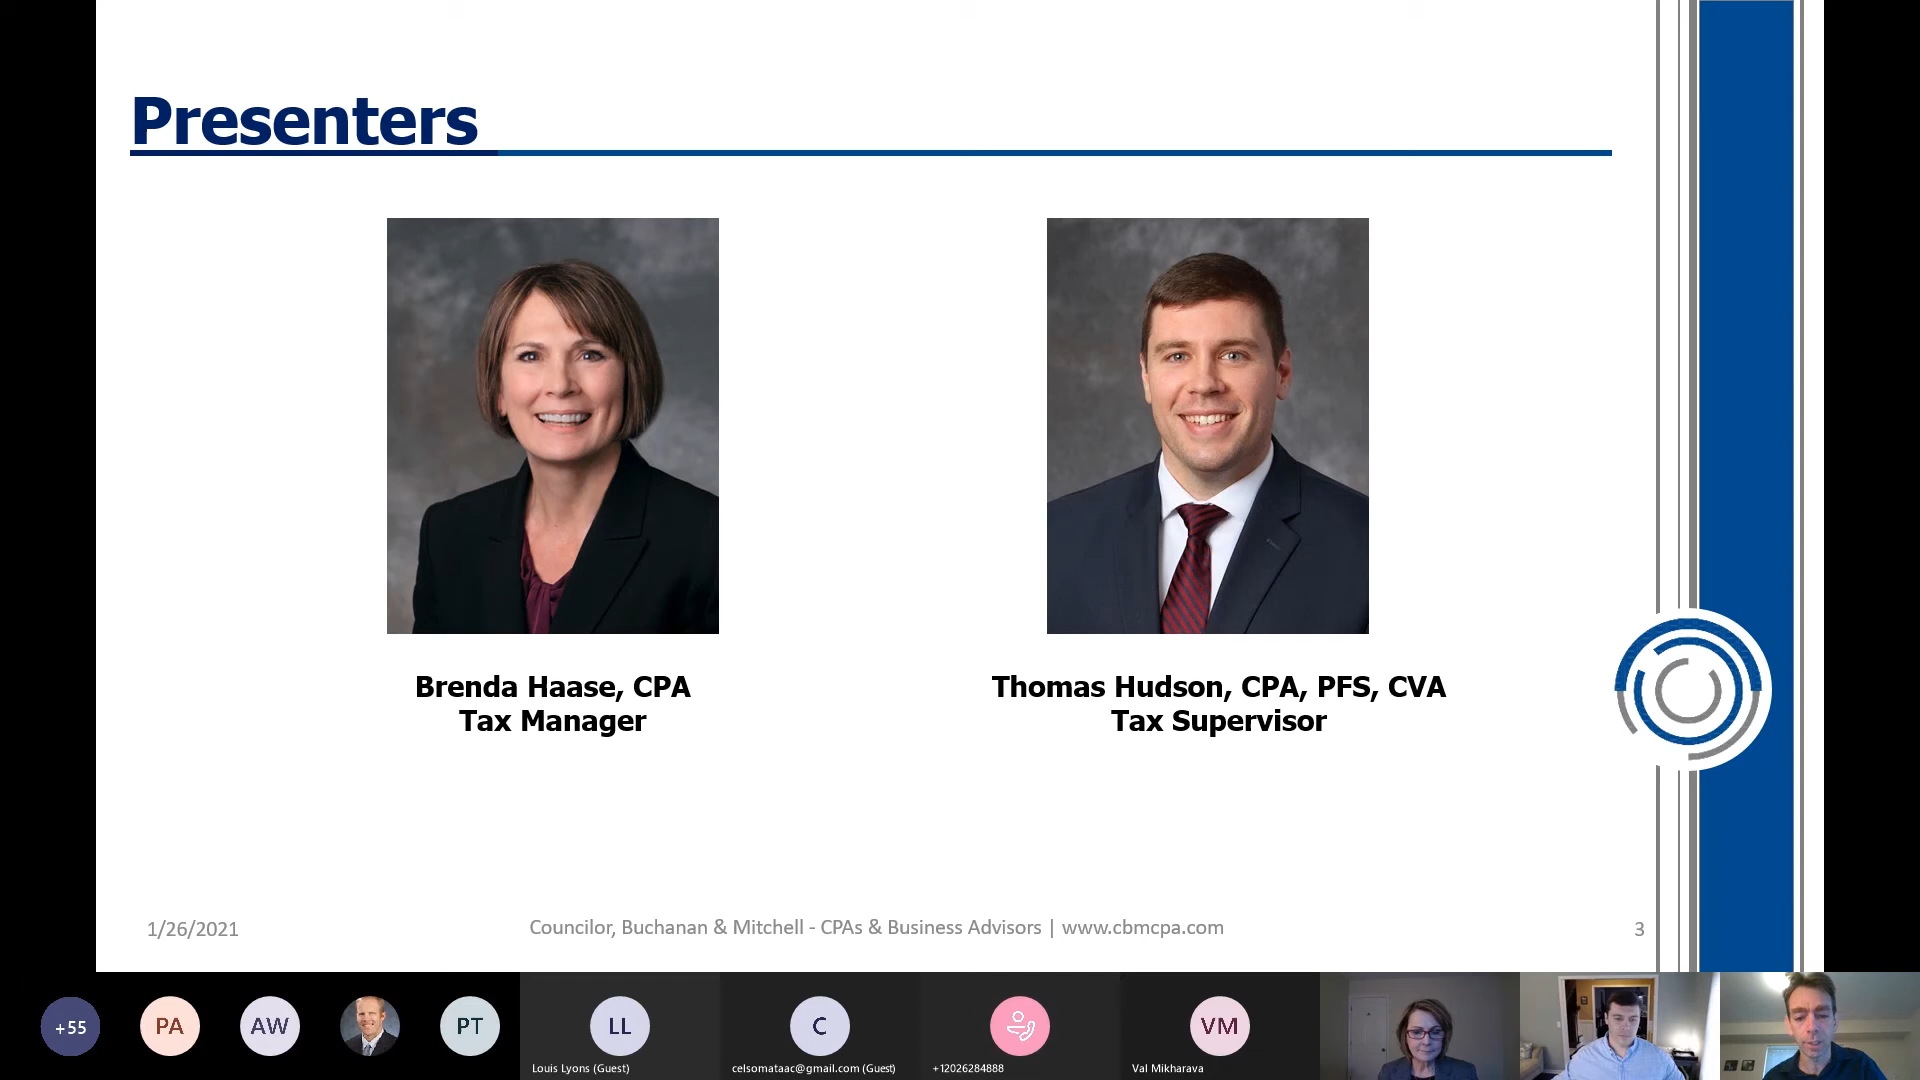 Presenters
Brenda Haase, CPA
Tax Manager
Thomas Hudson, CPA, PFS, CVA
Tax Supervisor
1/26/2021
Councilor, Buchanan & Mitchell - CPAs & Business Advisors | www.cbmcpa.com
3
+55
PA
AW
PT
LL
C
VM
Louis Lyons (Guest)
celsomataac@gmail.com (Guest)
+12026284888
Val Mikharava